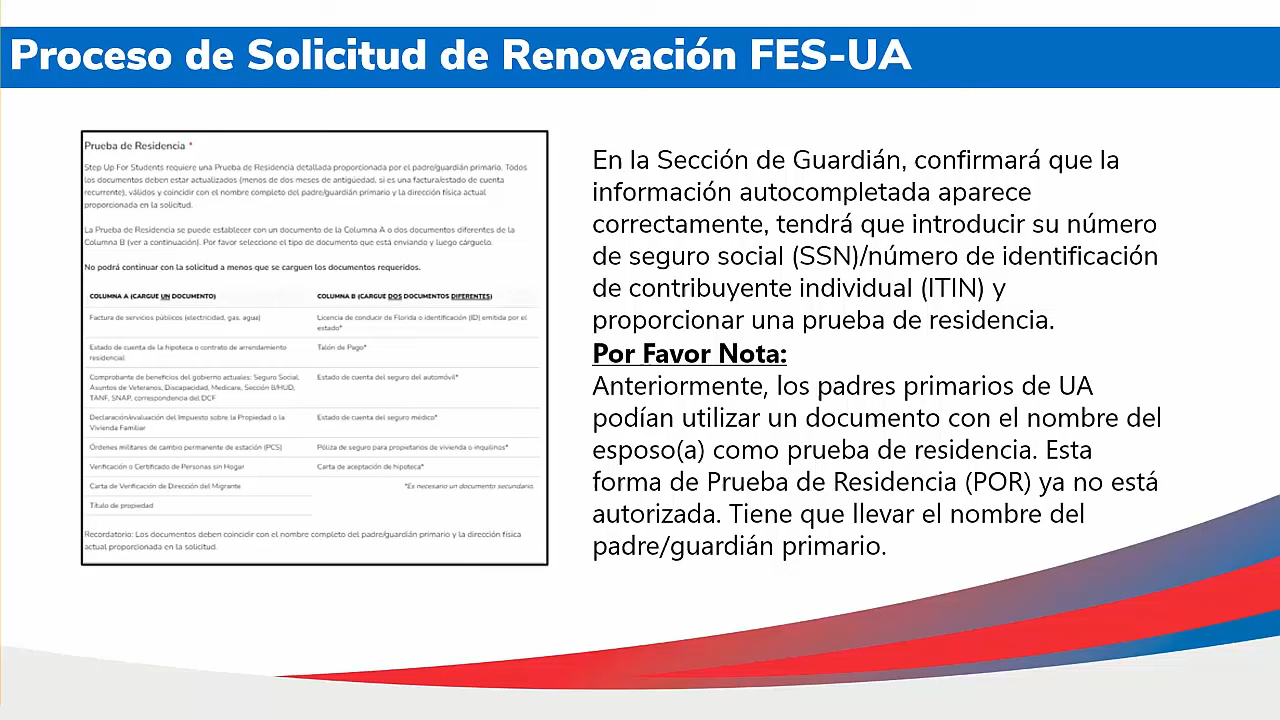 Proceso de Solicitud de Renovación FES-UA
Prueba de Residencia *
Step Up For Students requiere una Prueba de Residencia detallada proporcionada por el padre/guardián primario. Todos
los documentos deben estar actualizados (menos de dos meses de antigüedad, si es una factura/estado de cuenta
recurrente), válidos y coincidir con el nombre completo del padre/guardián primario y la dirección física actual
proporcionada en la solicitud.
La Prueba de Residencia se puede establecer con un documento de la Columna A o dos documentos diferentes de la
Columna B (ver a continuación). Por favor seleccione el tipo de documento que está enviando y luego cárguelo.
No podrá continuar con la solicitud a menos que se carguen los documentos requeridos.
COLUMNA A (CARGUE UN DOCUMENTO)
Factura de servicios públicos (electricidad, gas, agua)
Estado de cuenta de la hipoteca o contrato de arrendamiento
residencial
Comprobante de beneficios del gobierno actuales: Seguro Social,
Asuntos de Veteranos, Discapacidad, Medicare, Sección 8/HUD,
TANF, SNAP, correspondencia del DCF
Declaración/evaluación del Impuesto sobre la Propiedad o la
Vivienda Familiar
Órdenes militares de cambio permanente de estación (PCS)
Verificación o Certificado de Personas sin Hogar
Carta de Verificación de Dirección del Migrante
Título de propiedad
COLUMNA B (CARGUE DOS DOCUMENTOS DIFERENTES)
Licencia de conducir de Florida o identificación (ID) emitida por el
estado*
Talón de Pago*
Estado de cuenta del seguro del automóvil*
Estado de cuenta del seguro médico*
Póliza de seguro para propietarios de vivienda o inquilinos*
Carta de aceptación de hipoteca*
*Es necesario un documento secundario.
Recordatorio: Los documentos deben coincidir con el nombre completo del padre/guardián primario y la dirección física
actual proporcionada en la solicitud.
En la Sección de Guardián, confirmará que la
información autocompletada aparece
correctamente, tendrá que introducir su número
de seguro social (SSN)/número de identificación
de contribuyente individual (ITIN) y
proporcionar una prueba de residencia.
Por Favor Nota:
Anteriormente, los padres primarios de UA
podían utilizar un documento con el nombre del
esposo(a) como prueba de residencia. Esta
forma de Prueba de Residencia (POR) ya no está
autorizada. Tiene que llevar el nombre del
padre/guardián primario.